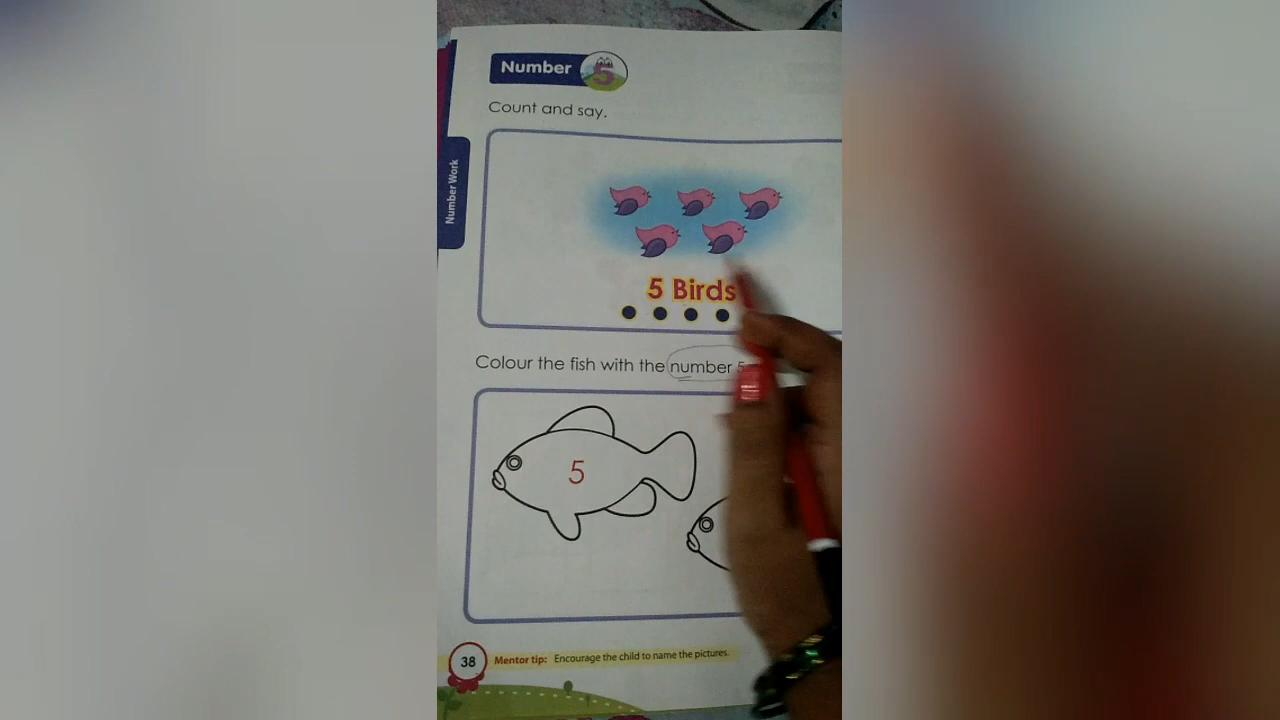 Number 5
Count and say.
Number Work
5 Birds
Colour the fish with the number 5
5
38
Mentor tip: Encourage the child to name the pictures.